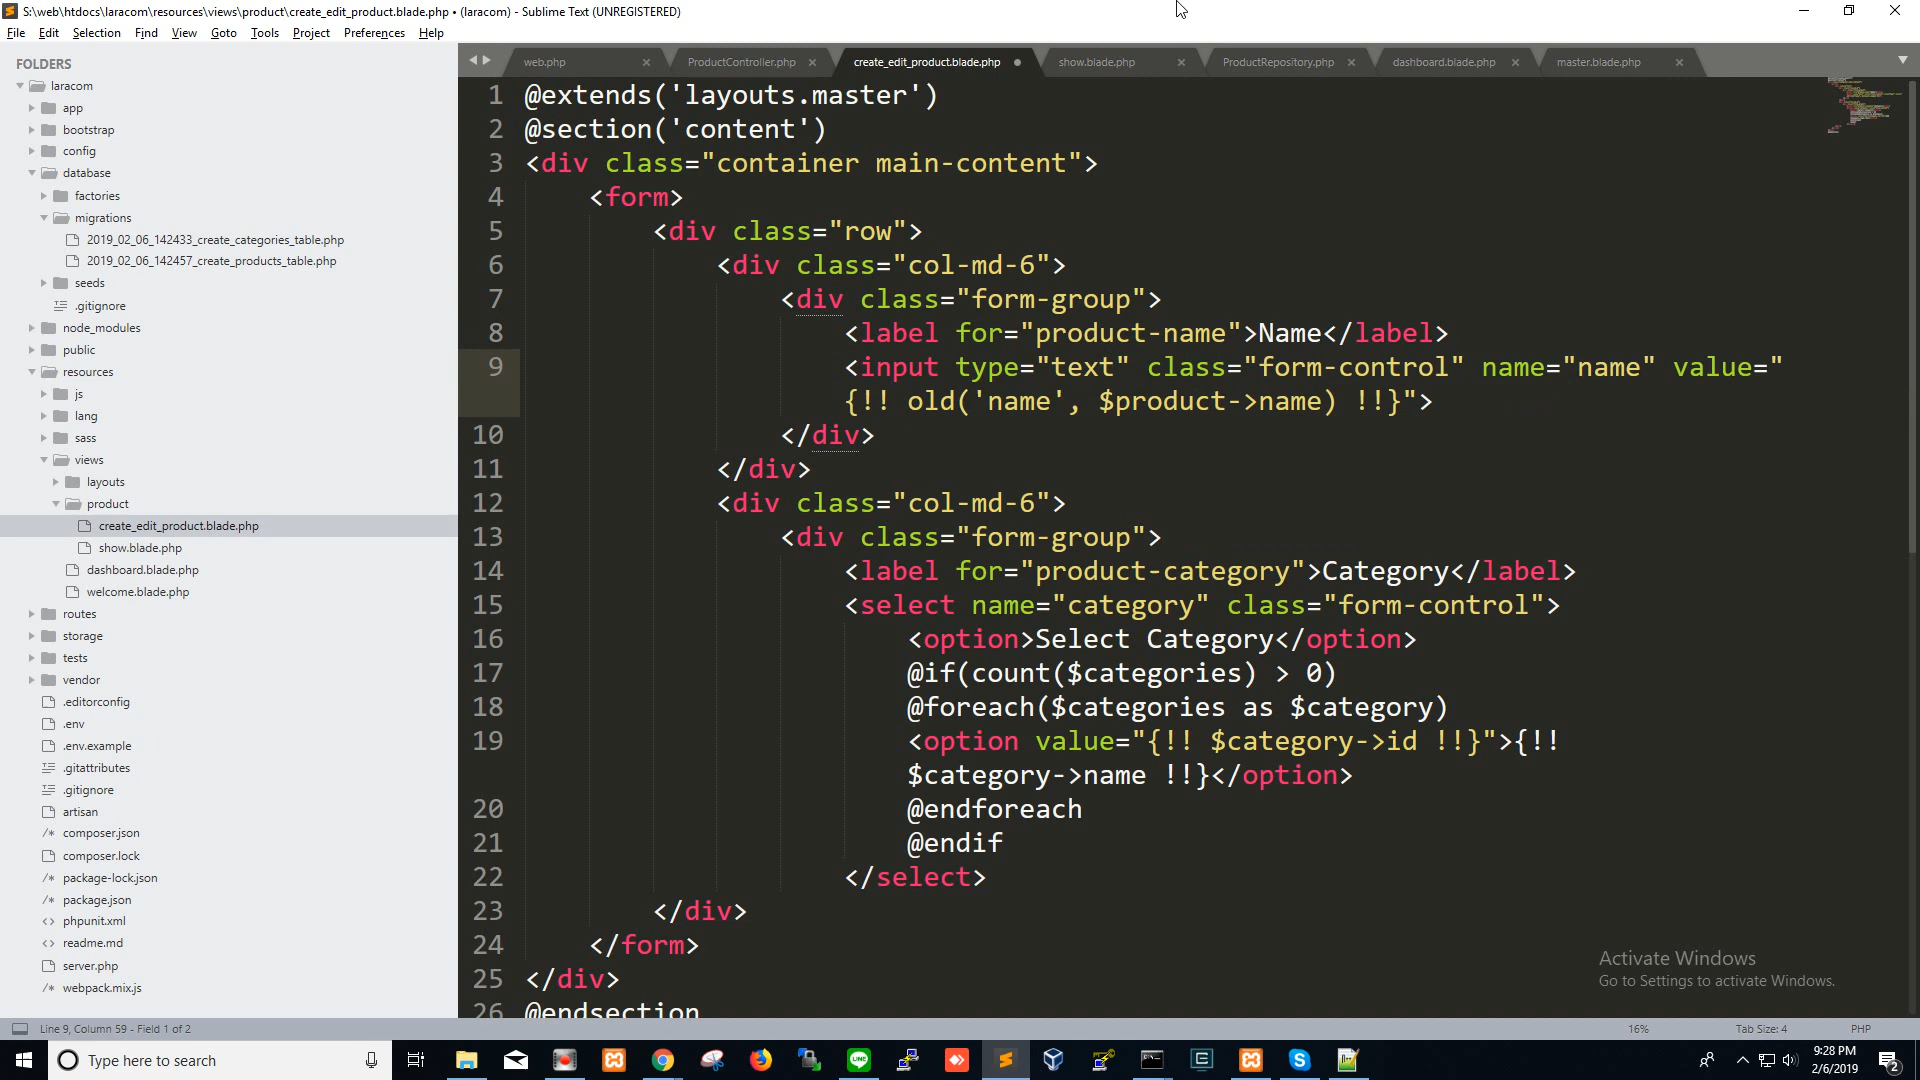 S:\web\htdocs\laracom\resources\views\product\create_edit_product.blade.php • (laracom) - Sublime Text (UNREGISTERED)
File Edit Selection Find View Goto Tools Project Preferences Help
FOLDERS
laracom
app
bootstrap
config
database
factories
migrations
2019_02_06_142433_create_categories_table.php
2019_02_06_142457_create_products_table.php
seeds
.gitignore
node_modules
public
resources
js
lang
sass
views
layouts
product
create_edit_product.blade.php
show.blade.php
dashboard.blade.php
welcome.blade.php
routes
storage
tests
vendor
.editorconfig
.env
.env.example
.gitattributes
.gitignore
artisan
composer.json
composer.lock
package-lock.json
package.json
phpunit.xml
readme.md
server.php
webpack.mix.js
web.php ProductController.php create_edit_product.blade.php show.blade.php ProductRepository.php dashboard.blade.php master.blade.php
1 @extends('layouts.master')
2 @section('content')
3 <div class="container main-content">
4 <form>
5 <div class="row">
6 <div class="col-md-6">
7 <div class="form-group">
8 <label for="product-name">Name</label>
9 <input type="text" class="form-control" name="name" value="
{!! old('name', $product->name) !!}">
10 </div>
11 </div>
12 <div class="col-md-6">
13 <div class="form-group">
14 <label for="product-category">Category</label>
15 <select name="category" class="form-control">
16 <option>Select Category</option>
17 @if(count($categories) > 0)
18 @foreach($categories as $category)
19 <option value="{!! $category->id !!}">{!!
$category->name !!}</option>
20 @endforeach
21 @endif
22 </select>
23 </div>
24 </form>
25 </div>
26 @endsection
Activate Windows
Go to Settings to activate Windows.
Line 9, Column 59 - Field 1 of 2
16% Tab Size: 4 PHP
Type here to search
9:28 PM
2/6/2019
2